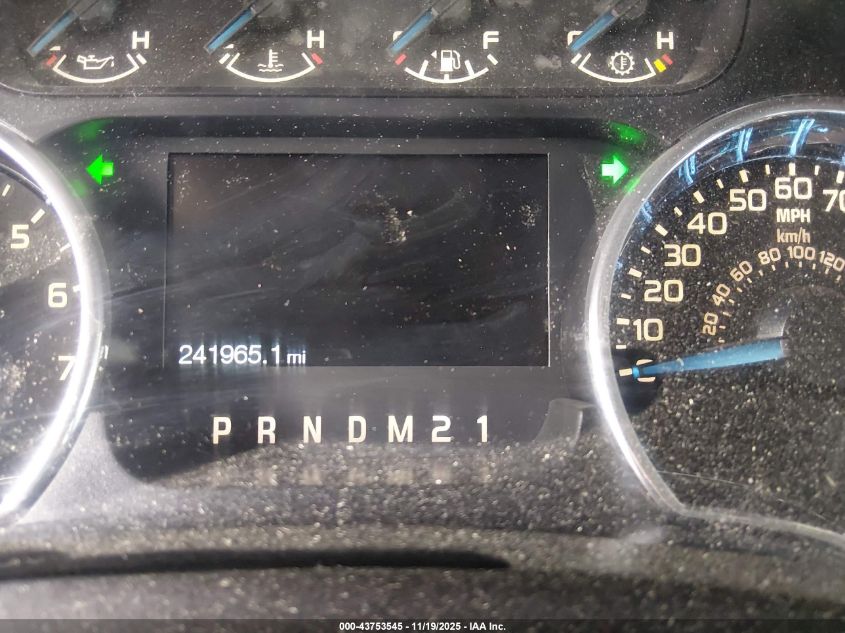 H H F H
5
6
7
241965.1 mi
P R N D M 2 1
0 10 20 30 40 50 60 70
MPH
km/h
20 40 60 80 100 120
000-43753545 - 11/19/2025 - IAA Inc.